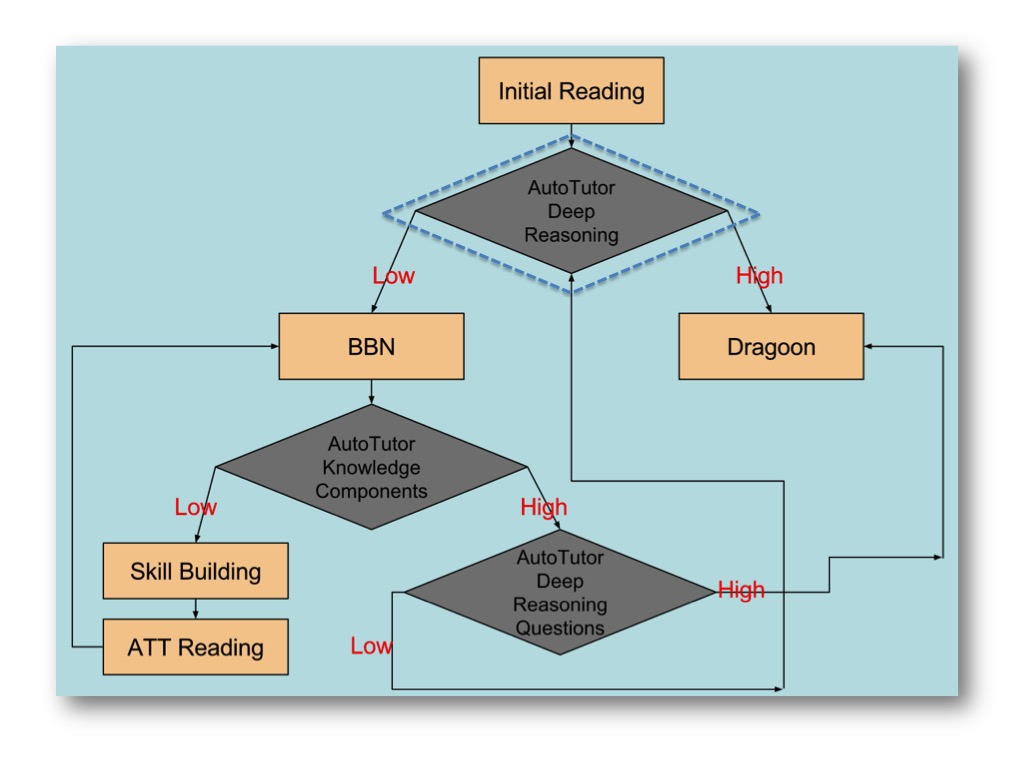 Initial Reading
AutoTutor
Deep
Reasoning
Low
High
BBN
Dragoon
AutoTutor
Knowledge
Components
Low
High
Skill Building
AutoTutor
Deep
Reasoning
Questions
High
ATT Reading
Low